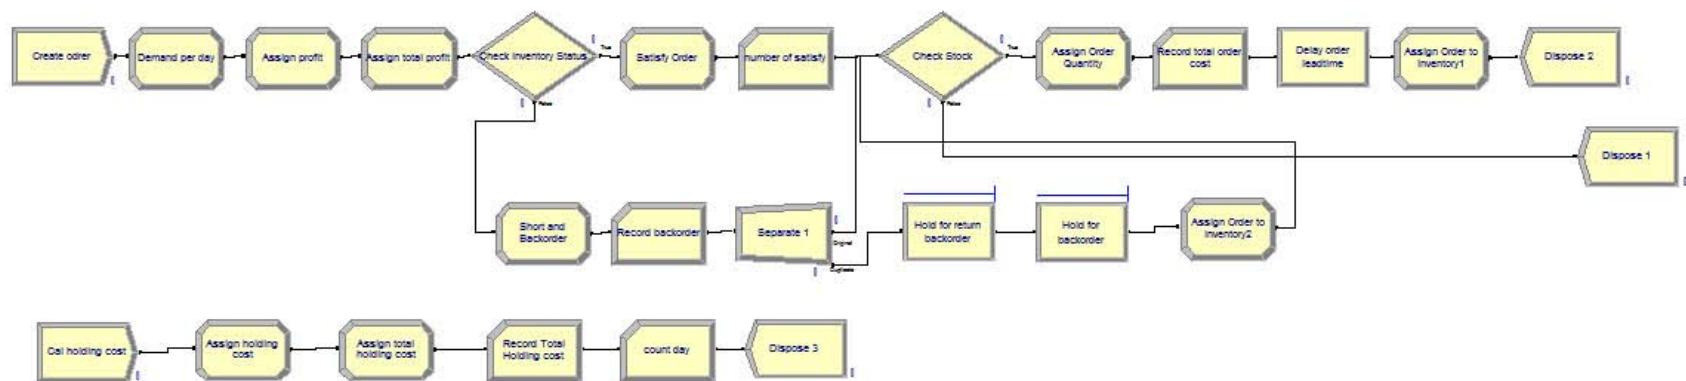 Create odrer
Demand per day
Assign profit
Assign total profit
Check Inventory Status
True
False
Satisfy Order
number of satisfy
Check Stock
True
False
Assign Order
Quantity
Record total order
cost
Delay order
leadtime
Assign Order to
Inventory1
Dispose 2
Dispose 1
Short and
Backorder
Record backorder
Separate 1
Original
Duplicate
Hold for return
backorder
Hold for
backorder
Assign Order to
Inventory2
Cal holding cost
Assign holding
cost
Assign total
holding cost
Record Total
Holding cost
count day
Dispose 3